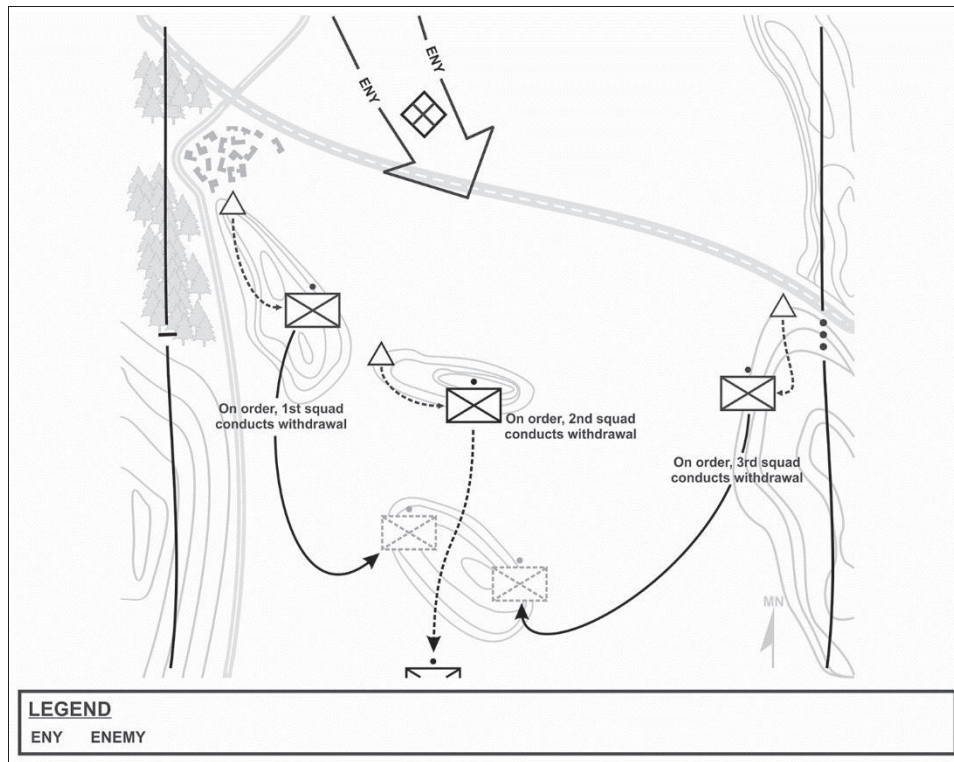 ENY
ENY
On order, 1st squad
conducts withdrawal
On order, 2nd squad
conducts withdrawal
On order, 3rd squad
conducts withdrawal
MN
LEGEND
ENY ENEMY